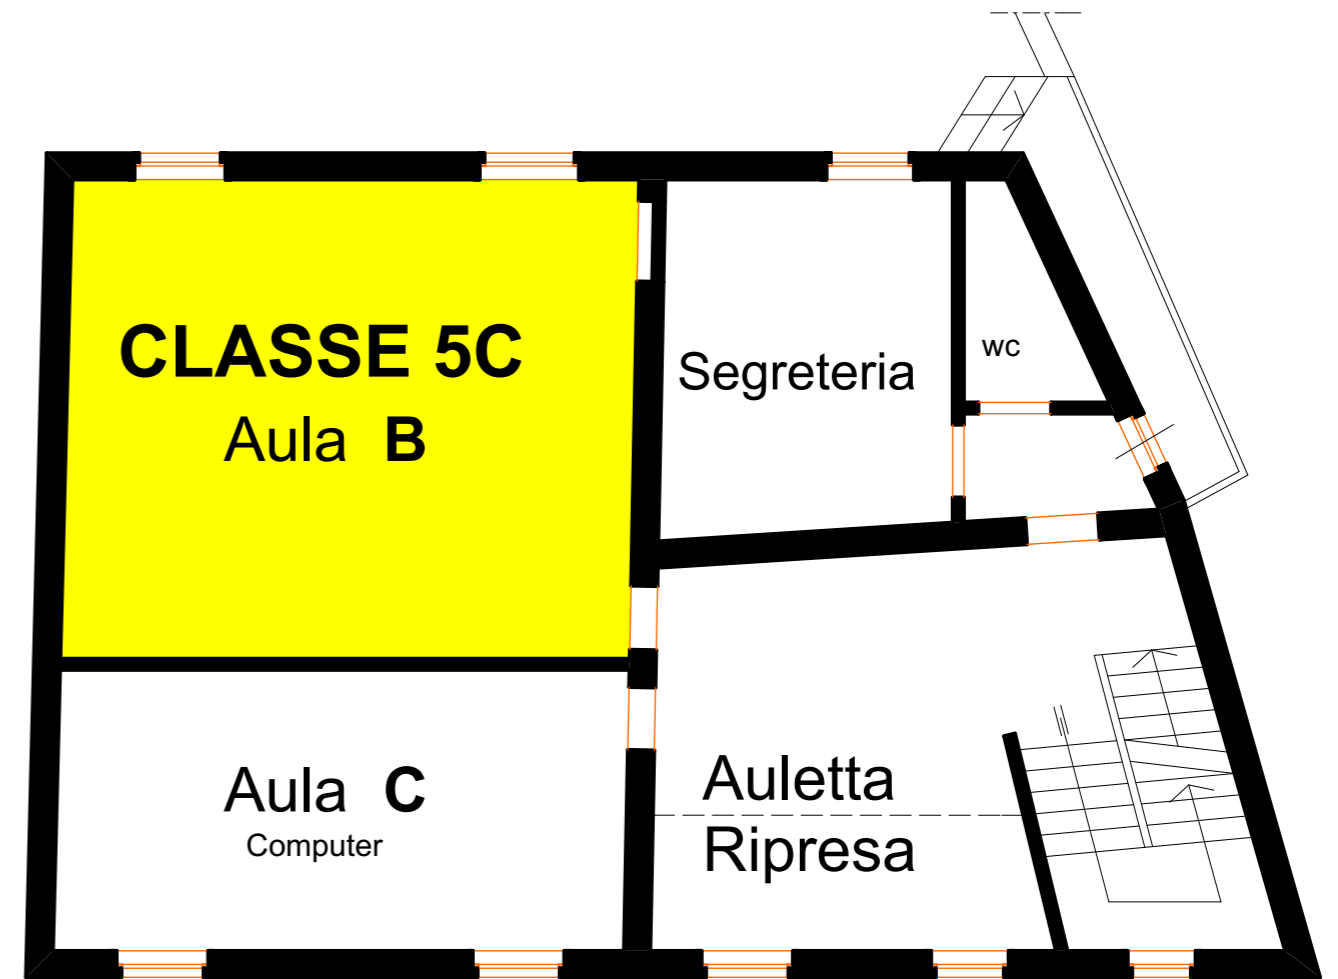 CLASSE 5C
Aula B
Segreteria
wc
Aula C
Computer
Auletta
Ripresa